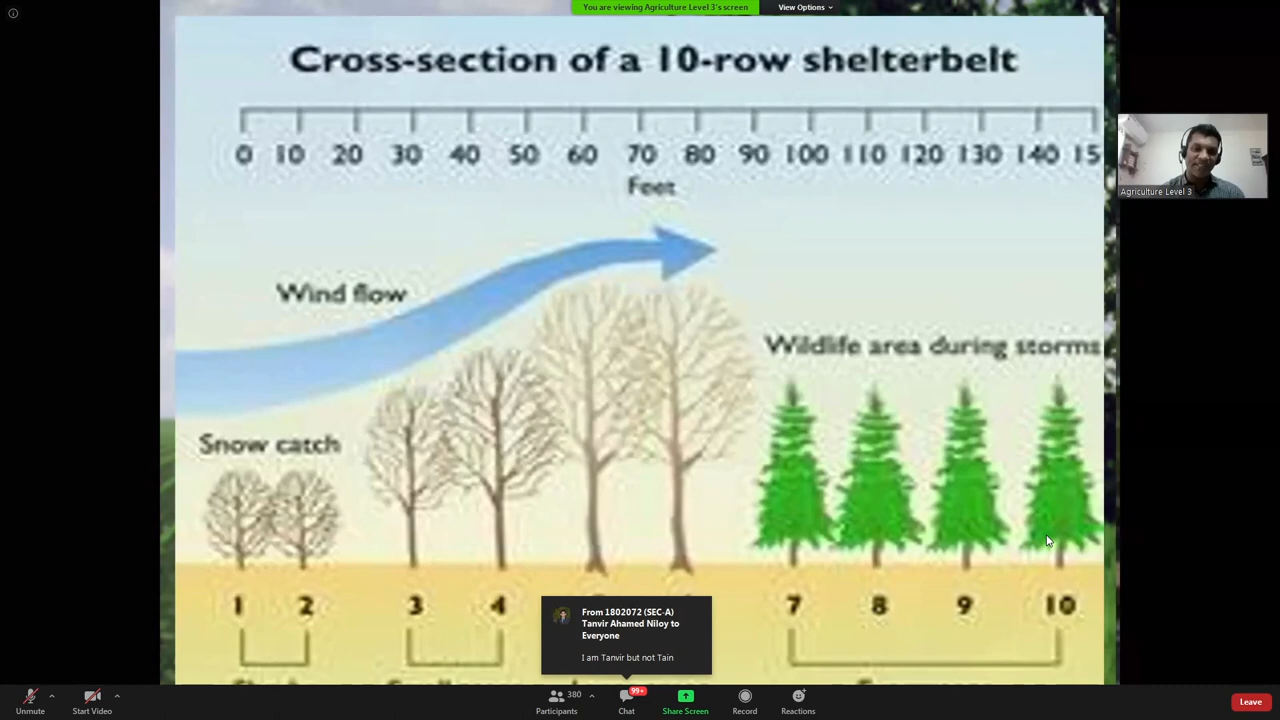 You are viewing Agriculture Level 3's screen
View Options
Cross-section of a 10-row shelterbelt
0 10 20 30 40 50 60 70 80 90 100 110 120 130 140 15
Feet
Agriculture Level 3
Wind flow
Wildlife area during storms
Snow catch
1 2 3 4 7 8 9 10
From 1802072 (SEC-A)
Tanvir Ahamed Niloy to
Everyone
I am Tanvir but not Tain
Unmute
Start Video
380
Participants
99+
Chat
Share Screen
Record
Reactions
Leave